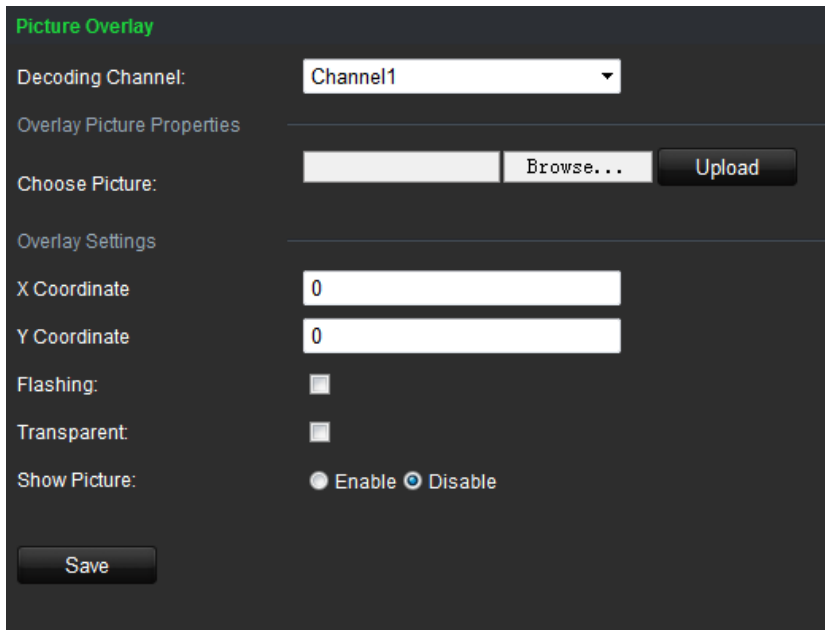 Picture Overlay
Decoding Channel: Channel1
Overlay Picture Properties
Choose Picture: Browse... Upload
Overlay Settings
X Coordinate 0
Y Coordinate 0
Flashing:
Transparent:
Show Picture: Enable Disable
Save